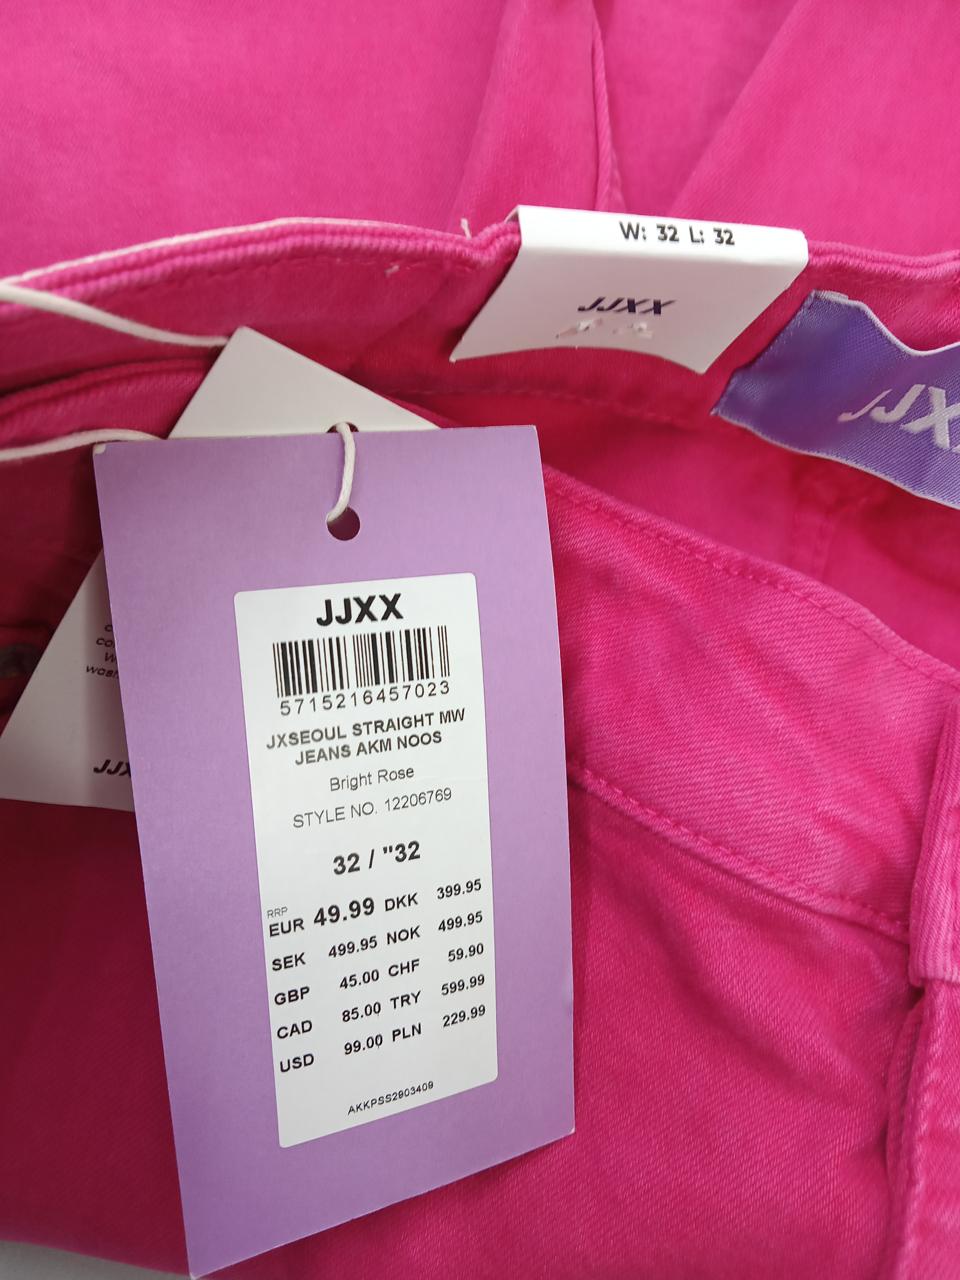 W: 32 L: 32
JJXX
JJX
JJX
JJXX
5715216457023
JXSEOUL STRAIGHT MW
JEANS AKM NOOS
Bright Rose
STYLE NO. 12206769
32 / "32
RRP
EUR 49.99 DKK 399.95
SEK 499.95 NOK 499.95
GBP 45.00 CHF 59.90
CAD 85.00 TRY 599.99
USD 99.00 PLN 229.99
AKKPSS2903409